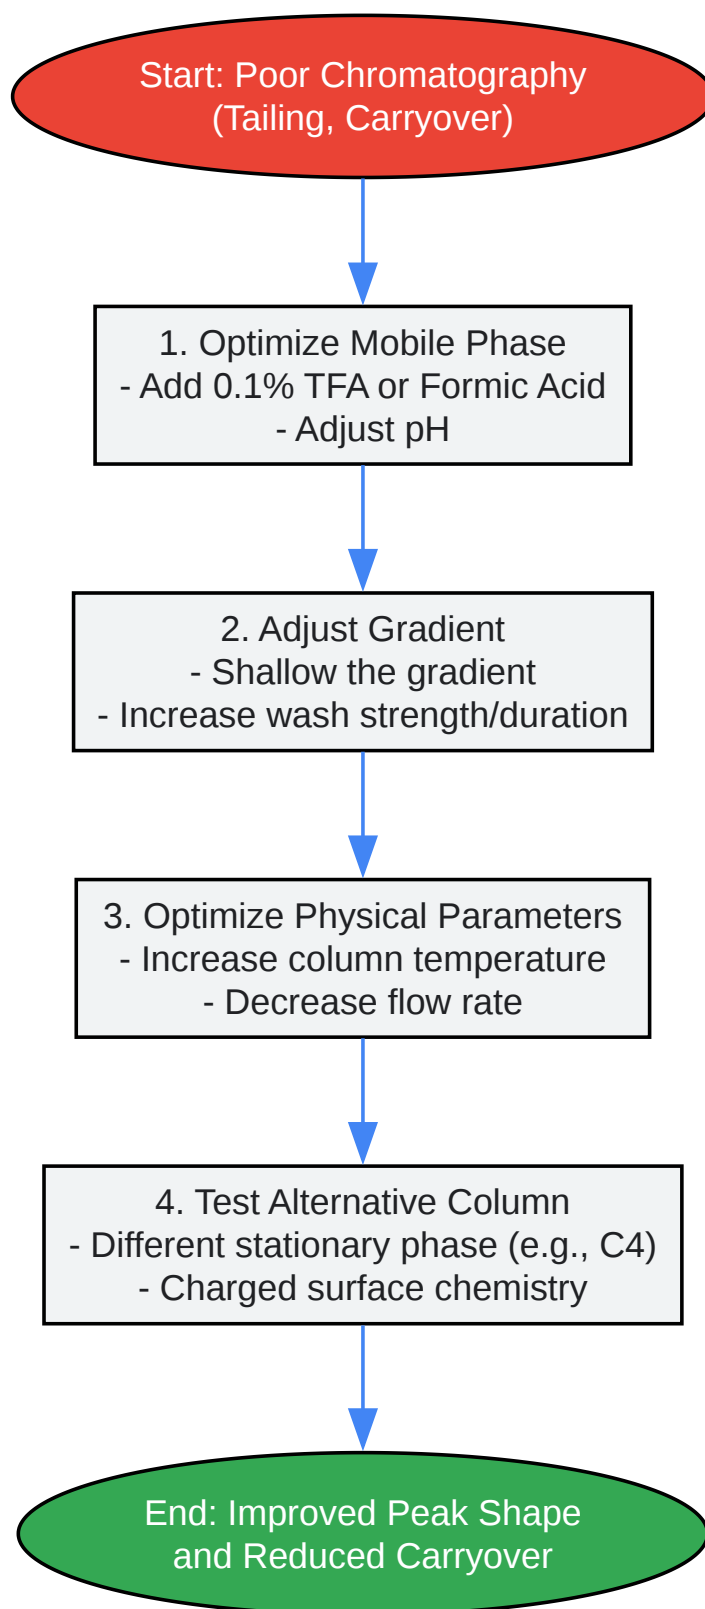 Start: Poor Chromatography
(Tailing, Carryover)
1. Optimize Mobile Phase
- Add 0.1% TFA or Formic Acid
- Adjust pH
2. Adjust Gradient
- Shallow the gradient
- Increase wash strength/duration
3. Optimize Physical Parameters
- Increase column temperature
- Decrease flow rate
4. Test Alternative Column
- Different stationary phase (e.g., C4)
- Charged surface chemistry
End: Improved Peak Shape
and Reduced Carryover